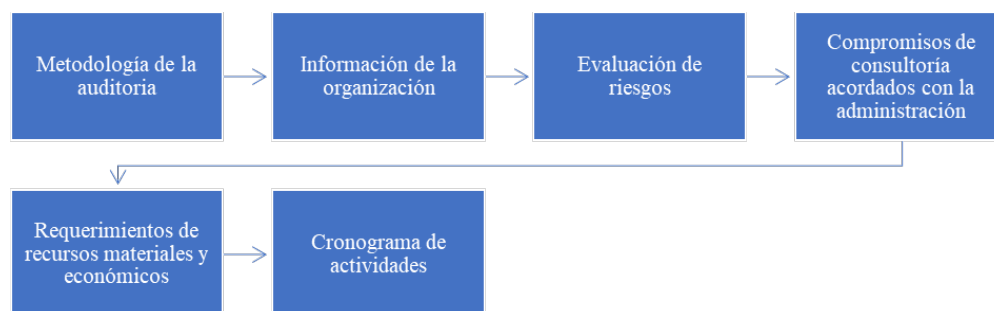 Metodología de la
auditoria
Información de la
organización
Evaluación de
riesgos
Compromisos de
consultoría
acordados con la
administración
Requerimientos de
recursos materiales y
económicos
Cronograma de
actividades